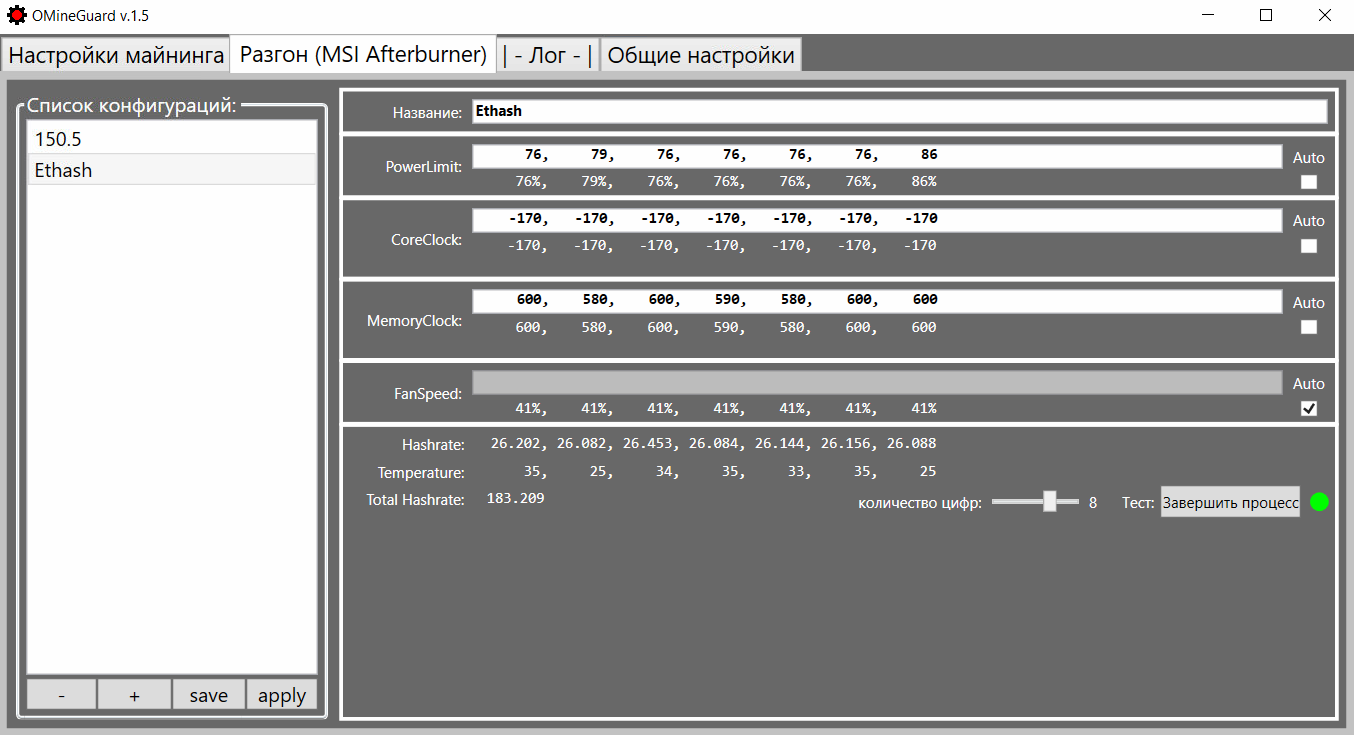 OMineGuard v.1.5
Настройки майнинга Разгон (MSI Afterburner) | - Лог - | Общие настройки
Список конфигураций:
150.5
Ethash
- + save apply
Название: Ethash
PowerLimit: 76, 79, 76, 76, 76, 76, 86 Auto
76%, 79%, 76%, 76%, 76%, 76%, 86%
CoreClock: -170, -170, -170, -170, -170, -170, -170 Auto
-170, -170, -170, -170, -170, -170, -170
MemoryClock: 600, 580, 600, 590, 580, 600, 600 Auto
600, 580, 600, 590, 580, 600, 600
FanSpeed: Auto
41%, 41%, 41%, 41%, 41%, 41%, 41%
Hashrate: 26.202, 26.082, 26.453, 26.084, 26.144, 26.156, 26.088
Temperature: 35, 25, 34, 35, 33, 35, 25
Total Hashrate: 183.209
количество цифр: 8 Тест: Завершить процесс